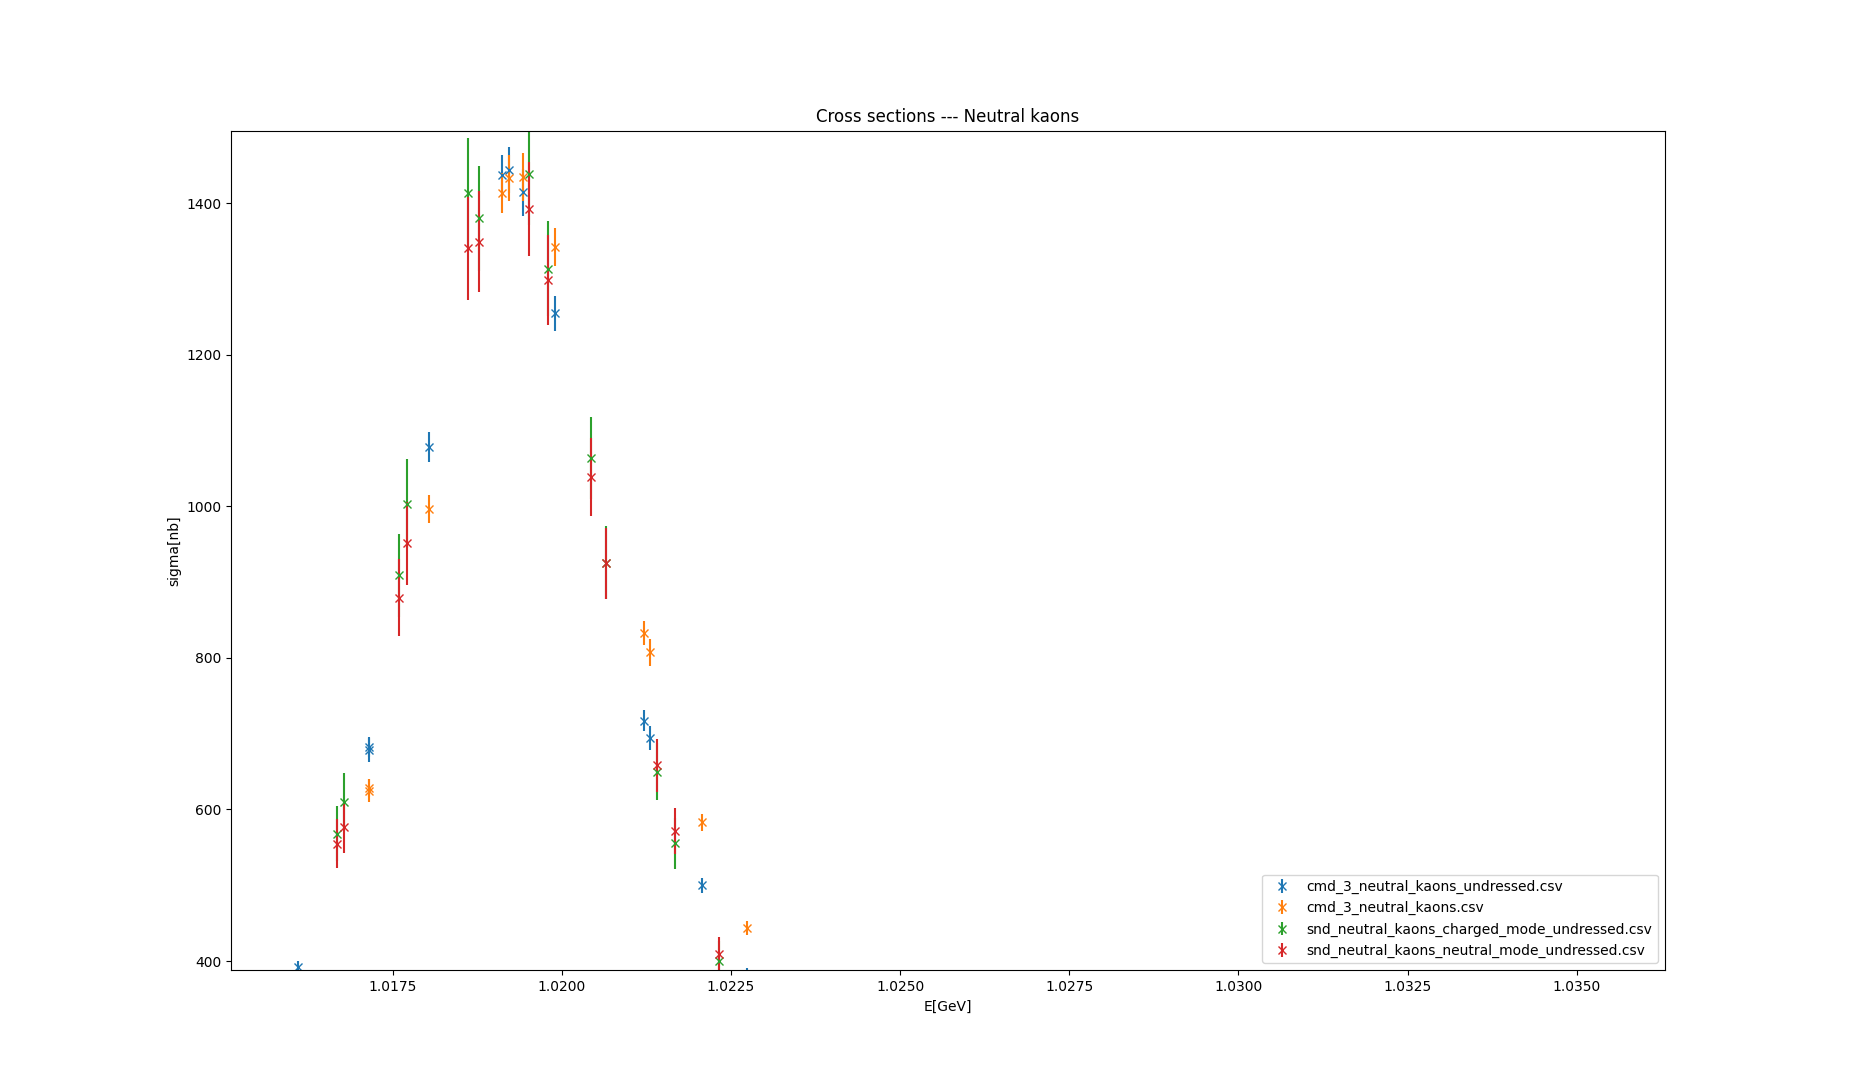 Cross sections --- Neutral kaons
sigma[nb]
1400
1200
1000
800
600
400
1.0175 1.0200 1.0225 1.0250 1.0275 1.0300 1.0325 1.0350
E[GeV]
cmd_3_neutral_kaons_undressed.csv
cmd_3_neutral_kaons.csv
snd_neutral_kaons_charged_mode_undressed.csv
snd_neutral_kaons_neutral_mode_undressed.csv